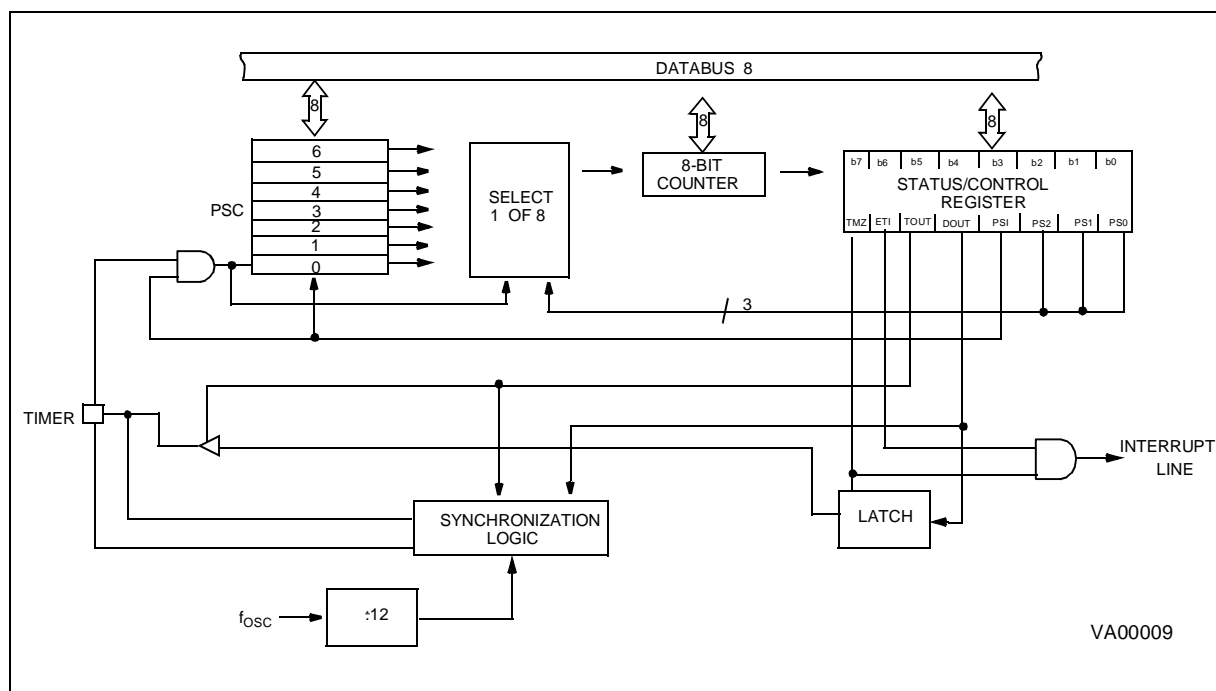 DATABUS 8
8
8
8
6
5
4
3
2
1
0
PSC
SELECT
1 OF 8
8-BIT
COUNTER
b7 b6 b5 b4 b3 b2 b1 b0
STATUS/CONTROL
REGISTER
TMZ ETI TOUT DOUT PSI PS2 PS1 PS0
3
TIMER
INTERRUPT
LINE
SYNCHRONIZATION
LOGIC
LATCH
fOSC
:12
VA00009